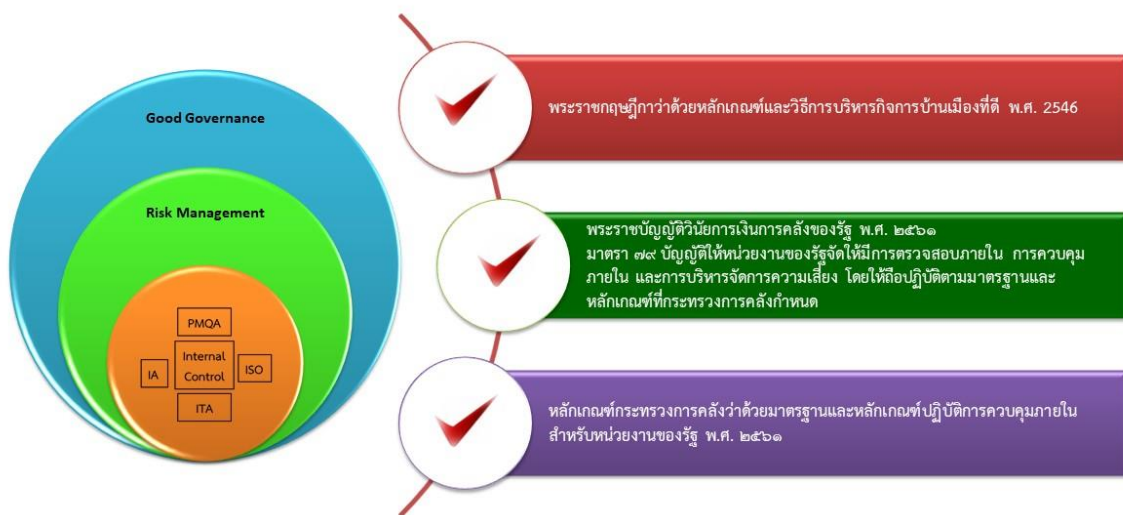 Good Governance
Risk Management
PMQA
IA
Internal
Control
ISO
ITA
พระราชกฤษฎีกาว่าด้วยหลักเกณฑ์และวิธีการบริหารกิจการบ้านเมืองที่ดี พ.ศ. 2546
พระราชบัญญัติวินัยการเงินการคลังของรัฐ พ.ศ. ๒๕๖๑
มาตรา ๗๙ บัญญัติให้หน่วยงานของรัฐจัดให้มีการตรวจสอบภายใน การควบคุม
ภายใน และการบริหารจัดการความเสี่ยง โดยให้ถือปฏิบัติตามมาตรฐานและ
หลักเกณฑ์ที่กระทรวงการคลังกำหนด
หลักเกณฑ์กระทรวงการคลังว่าด้วยมาตรฐานและหลักเกณฑ์ปฏิบัติการควบคุมภายใน
สำหรับหน่วยงานของรัฐ พ.ศ. ๒๕๖๑